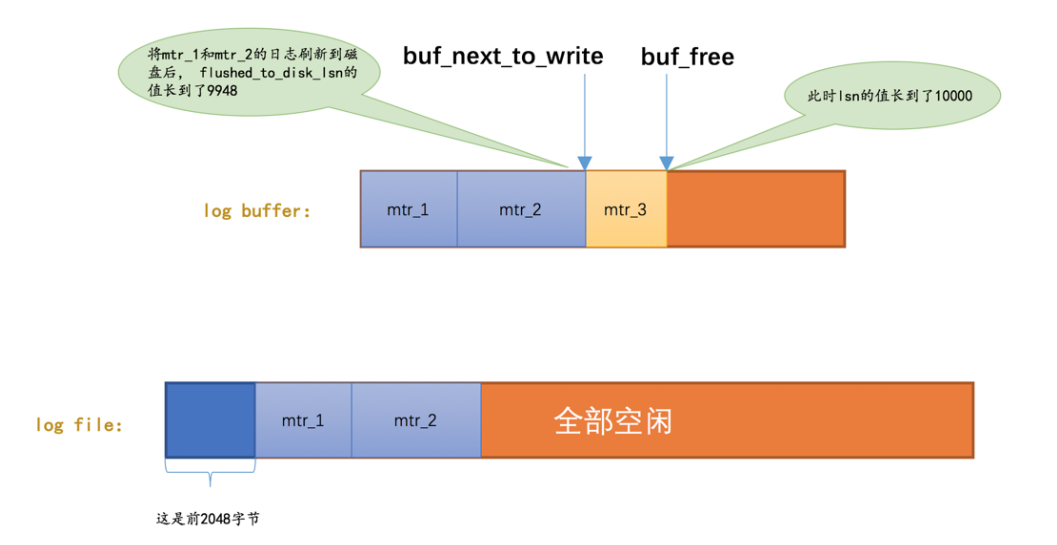 将mtr_1和mtr_2的日志刷新到磁
盘后， flushed_to_disk_lsn的
值长到了9948
buf_next_to_write
buf_free
此时lsn的值长到了10000
log buffer:
mtr_1
mtr_2
mtr_3
log file:
mtr_1
mtr_2
全部空闲
这是前2048字节